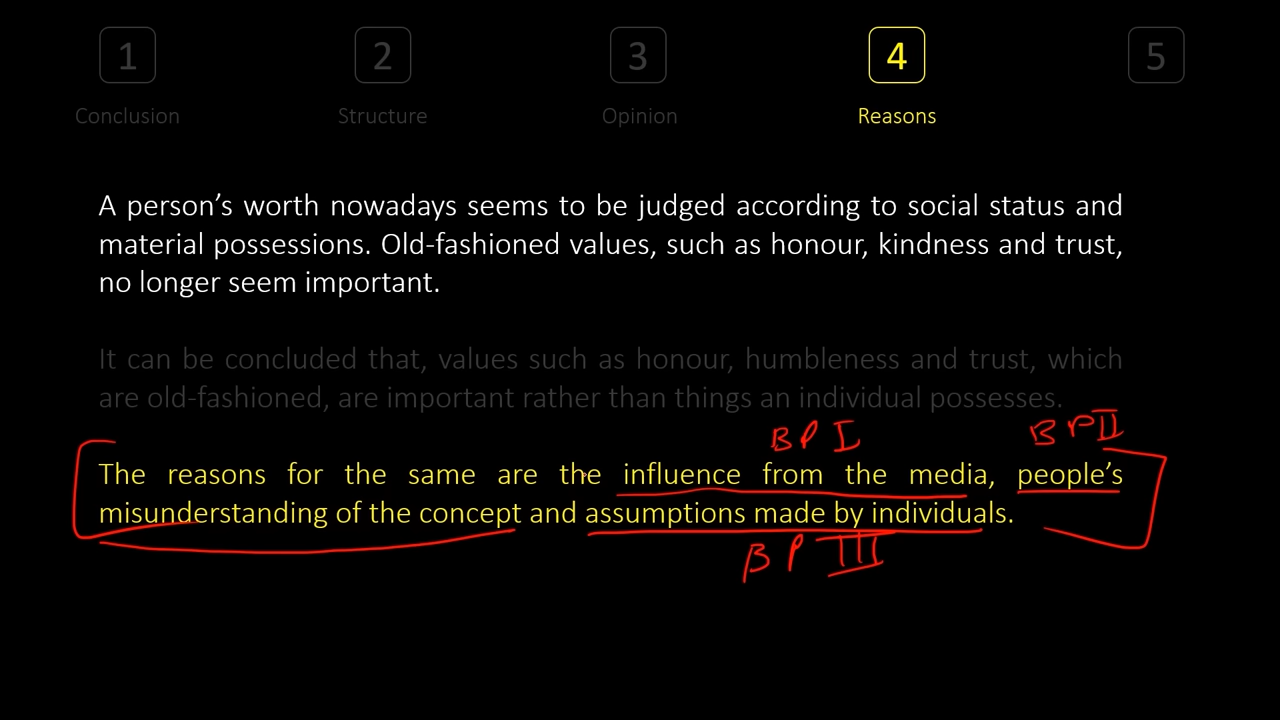 1 2 3 4 5
Conclusion Structure Opinion Reasons
A person’s worth nowadays seems to be judged according to social status and
material possessions. Old-fashioned values, such as honour, kindness and trust,
no longer seem important.
It can be concluded that, values such as honour, humbleness and trust, which
are old-fashioned, are important rather than things an individual possesses.
BP I BP II
The reasons for the same are the influence from the media, people’s
misunderstanding of the concept and assumptions made by individuals.
BP III